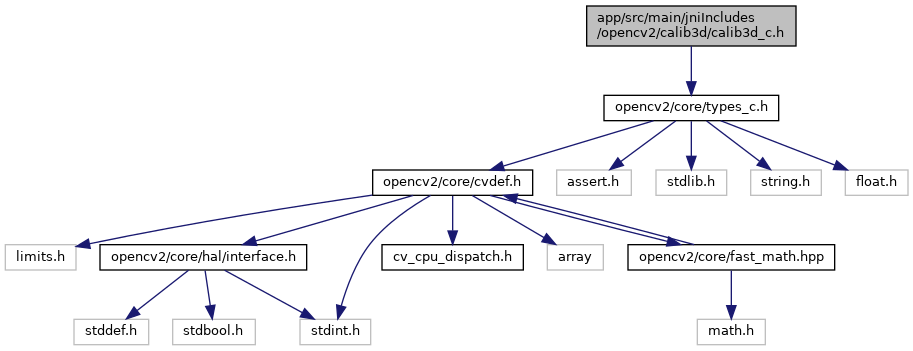 app/src/main/jniIncludes
/opencv2/calib3d/calib3d_c.h
opencv2/core/types_c.h
opencv2/core/cvdef.h
assert.h
stdlib.h
string.h
float.h
limits.h
opencv2/core/hal/interface.h
cv_cpu_dispatch.h
array
opencv2/core/fast_math.hpp
stddef.h
stdbool.h
stdint.h
math.h